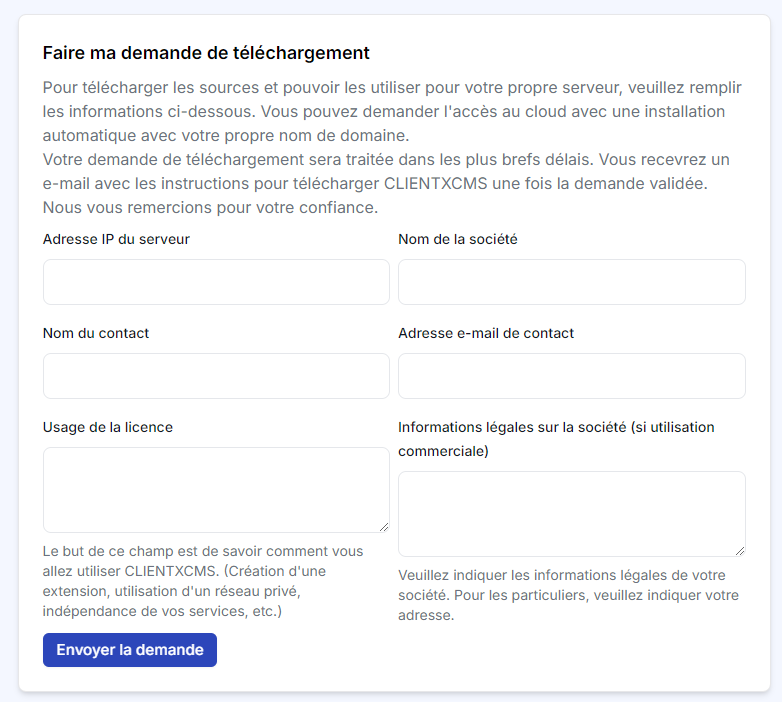 Faire ma demande de téléchargement
Pour télécharger les sources et pouvoir les utiliser pour votre propre serveur, veuillez remplir
les informations ci-dessous. Vous pouvez demander l'accès au cloud avec une installation
automatique avec votre propre nom de domaine.
Votre demande de téléchargement sera traitée dans les plus brefs délais. Vous recevrez un
e-mail avec les instructions pour télécharger CLIENTXCMS une fois la demande validée.
Nous vous remercions pour votre confiance.
Adresse IP du serveur
Nom de la société
Nom du contact
Adresse e-mail de contact
Usage de la licence
Le but de ce champ est de savoir comment vous
allez utiliser CLIENTXCMS. (Création d'une
extension, utilisation d'un réseau privé,
indépendance de vos services, etc.)
Informations légales sur la société (si utilisation
commerciale)
Veuillez indiquer les informations légales de votre
société. Pour les particuliers, veuillez indiquer votre
adresse.
Envoyer la demande